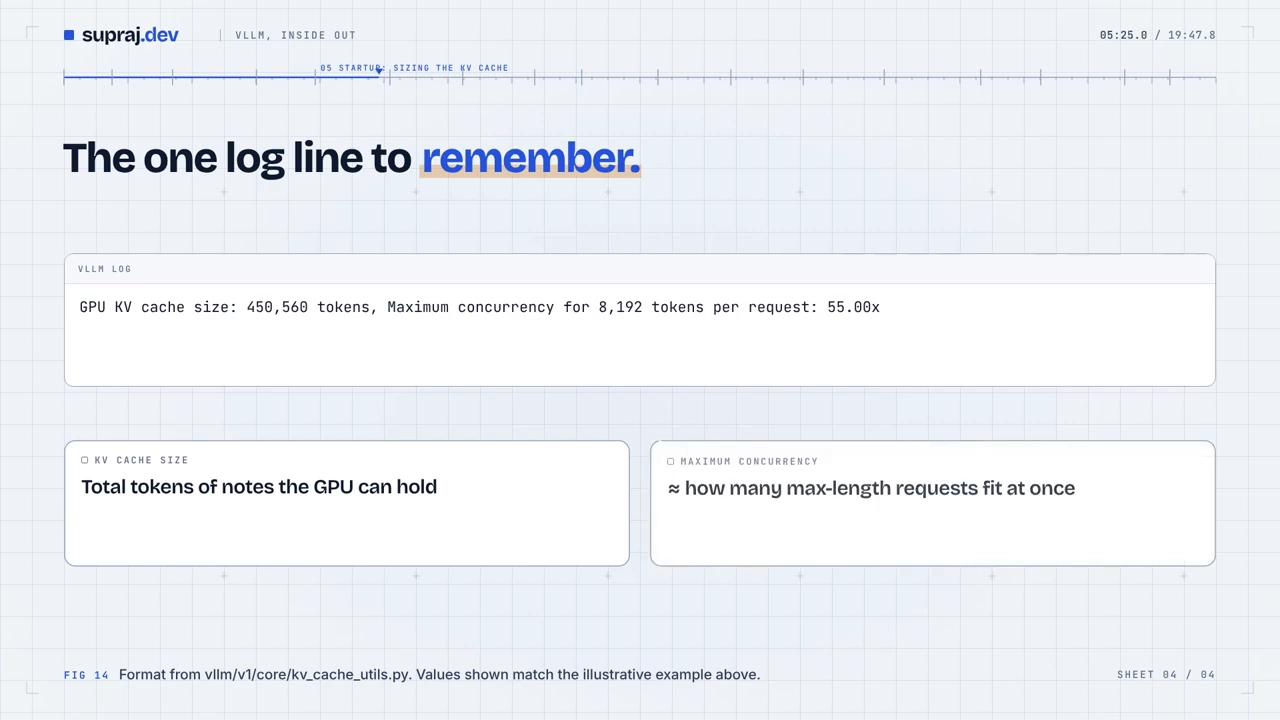 supraj.dev
VLLM, INSIDE OUT
05:25.0 / 19:47.8
05 STARTUP: SIZING THE KV CACHE
The one log line to remember.
VLLM LOG
GPU KV cache size: 450,560 tokens, Maximum concurrency for 8,192 tokens per request: 55.00x
KV CACHE SIZE
Total tokens of notes the GPU can hold
MAXIMUM CONCURRENCY
≈ how many max-length requests fit at once
FIG 14 Format from vllm/v1/core/kv_cache_utils.py. Values shown match the illustrative example above.
SHEET 04 / 04